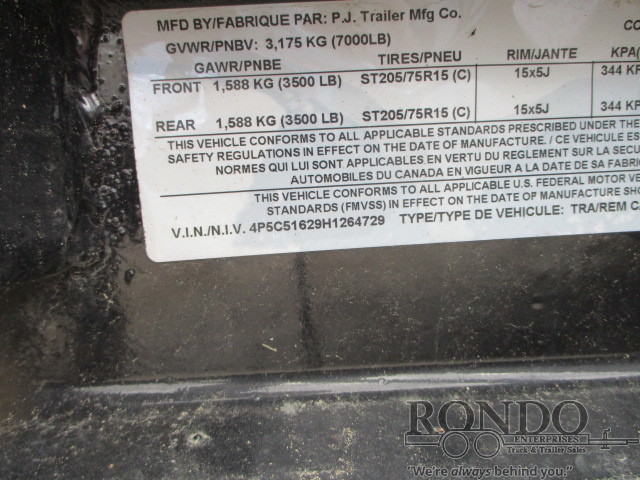 MFD BY/FABRIQUE PAR: P.J. Trailer Mfg Co.
GVWR/PNBV: 3,175 KG (7000LB)
GAWR/PNBE TIRES/PNEU RIM/JANTE
FRONT 1,588 KG (3500 LB) ST205/75R15 (C) 15x5J 344
REAR 1,588 KG (3500 LB) ST205/75R15 (C) 15x5J 344
THIS VEHICLE CONFORMS TO ALL APPLICABLE STANDARDS PRESCRIBED UNDER THE
SAFETY REGULATIONS IN EFFECT ON THE DATE OF MANUFACTURE. / CE VEHICULE
NORMES QUI LUI SONT APPLICABLES EN VERTU DU REGLEMENT SUR LA
AUTOMOBILES DU CANADA EN VIGUEUR A LA DATE DE SA
THIS VEHICLE CONFORMS TO ALL APPLICABLE U.S. FEDERAL MOTOR
STANDARDS (FMVSS) IN EFFECT ON THE DATE OF MANUFACTURE
V.I.N./N.I.V. 4P5C51629H1264729 TYPE/TYPE DE VEHICULE: TRA/REM
RONDO
ENTERPRISES
Truck & Trailer Sales
"We're always behind you."